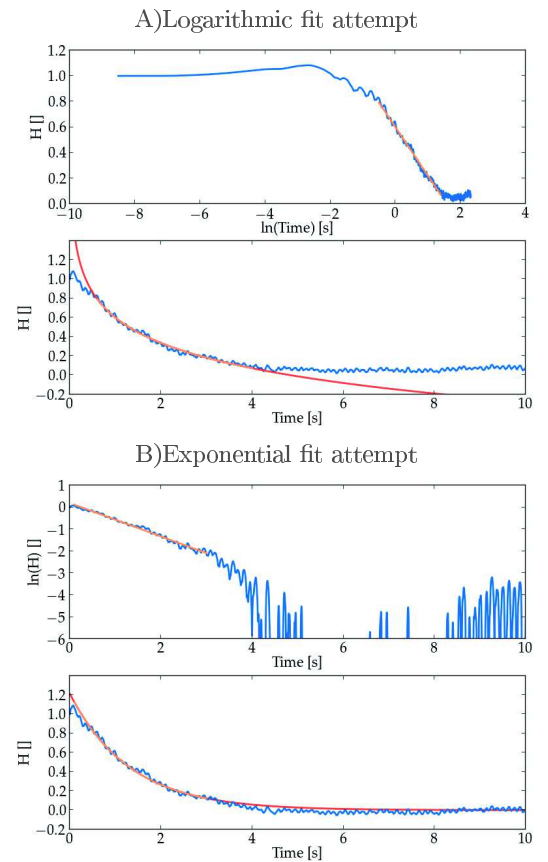 A)Logarithmic fit attempt
1.2
1.0
0.8
0.6
0.4
0.2
0.0
H []
−10 −8 −6 −4 −2 0 2 4
ln(Time) [s]
1.2
1.0
0.8
0.6
0.4
0.2
0.0
−0.2
H []
0 2 4 6 8 10
Time [s]
B)Exponential fit attempt
1
0
−1
−2
−3
−4
−5
−6
ln(H) []
0 2 4 6 8 10
Time [s]
1.2
1.0
0.8
0.6
0.4
0.2
0.0
−0.2
H []
0 2 4 6 8 10
Time [s]